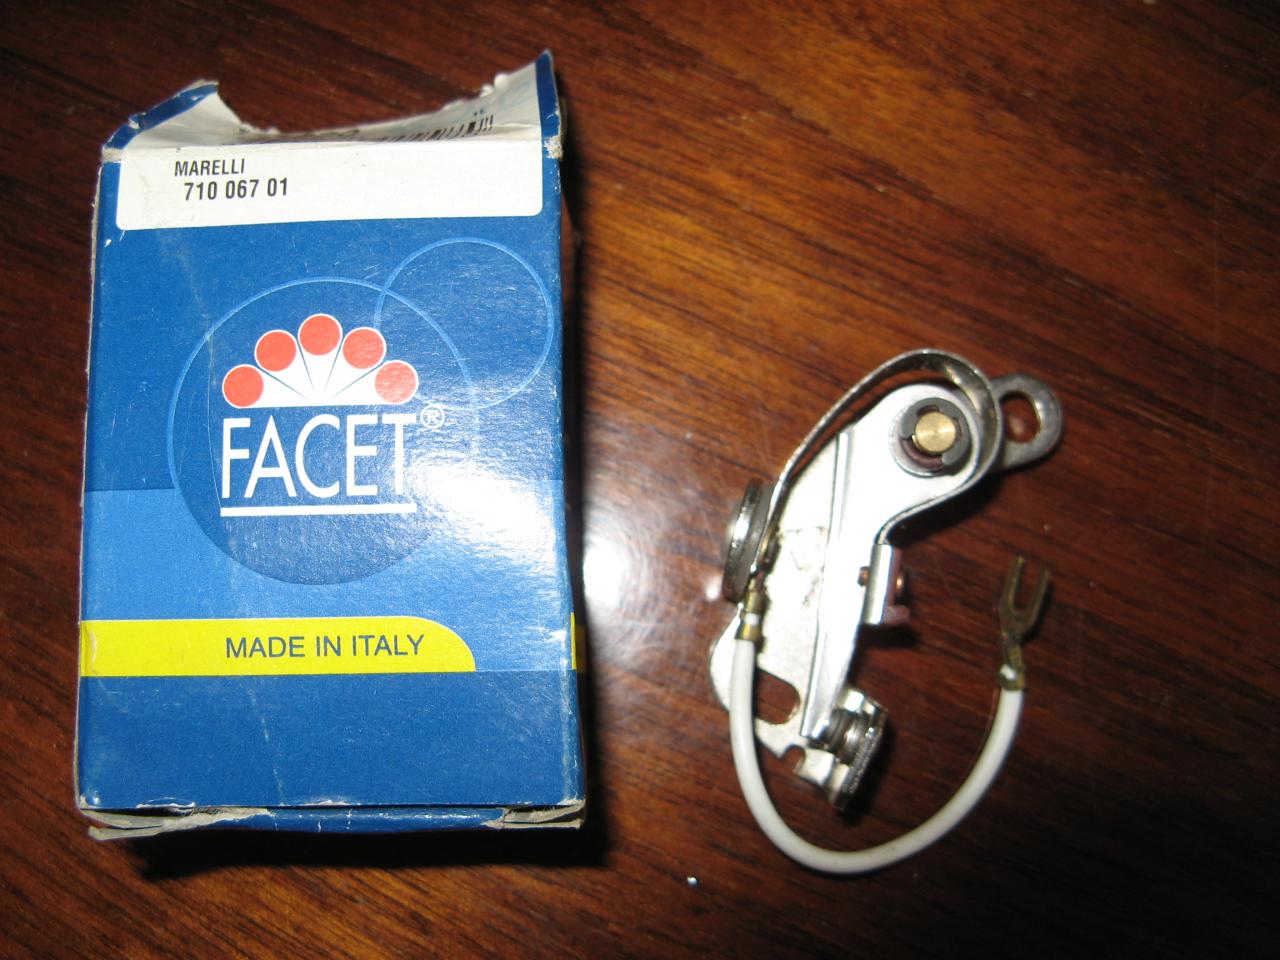 MARELLI
710 067 01
FACET®
MADE IN ITALY